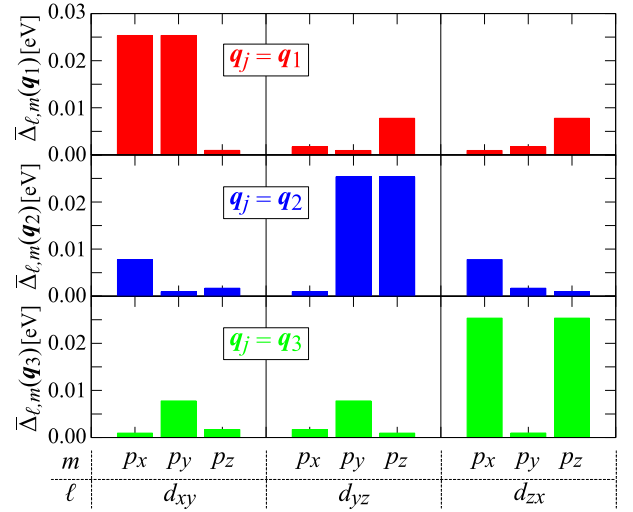 0.03
0.02
0.01
0.00
Δ̅ℓ,m(q1)[eV]
qj = q1
0.02
0.01
0.00
Δ̅ℓ,m(q2)[eV]
qj = q2
0.02
0.01
0.00
Δ̅ℓ,m(q3)[eV]
qj = q3
m px py pz px py pz px py pz
ℓ dxy dyz dzx